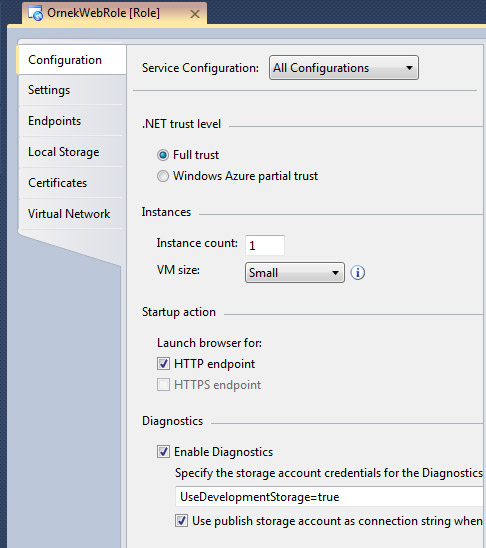 OrnekWebRole [Role]
Configuration
Settings
Endpoints
Local Storage
Certificates
Virtual Network
Service Configuration: All Configurations
.NET trust level
Full trust
Windows Azure partial trust
Instances
Instance count: 1
VM size: Small
Startup action
Launch browser for:
HTTP endpoint
HTTPS endpoint
Diagnostics
Enable Diagnostics
Specify the storage account credentials for the Diagnostics
UseDevelopmentStorage=true
Use publish storage account as connection string when